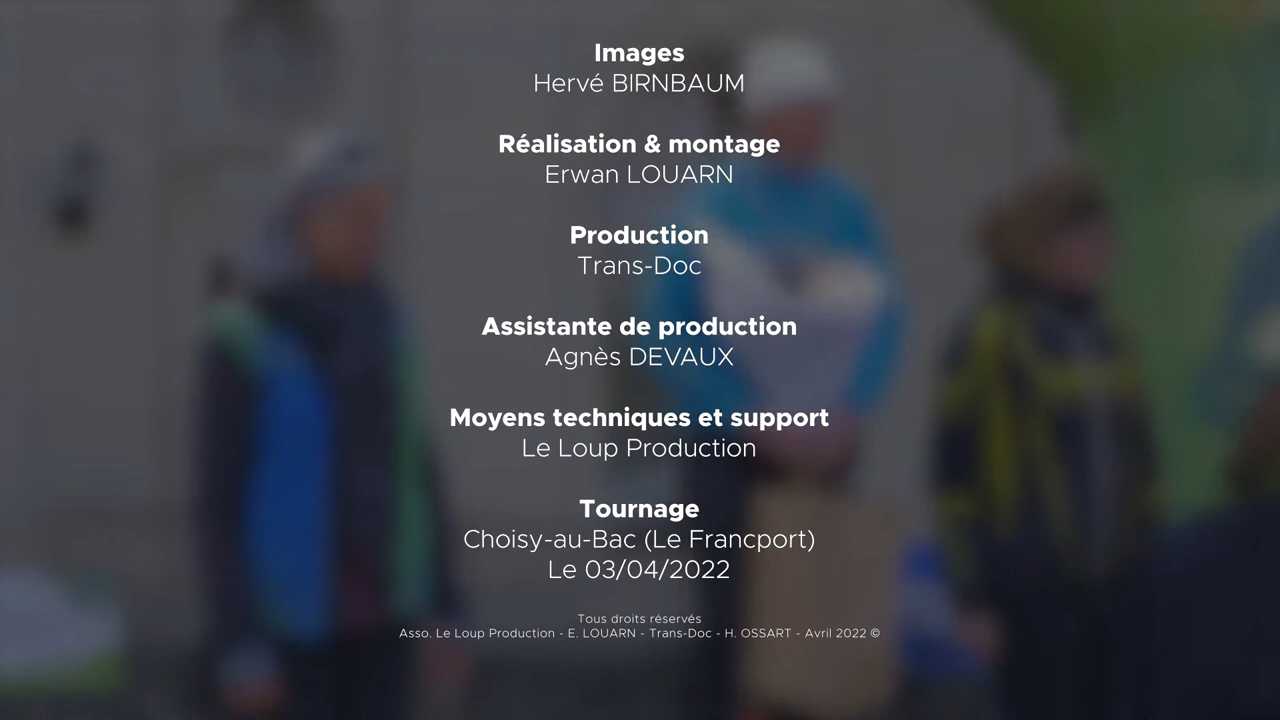 Images
Hervé BIRNBAUM
Réalisation & montage
Erwan LOUARN
Production
Trans-Doc
Assistante de production
Agnès DEVAUX
Moyens techniques et support
Le Loup Production
Tournage
Choisy-au-Bac (Le Francport)
Le 03/04/2022
Tous droits réservés
Asso. Le Loup Production - E. LOUARN - Trans-Doc - H. OSSART - Avril 2022 ©